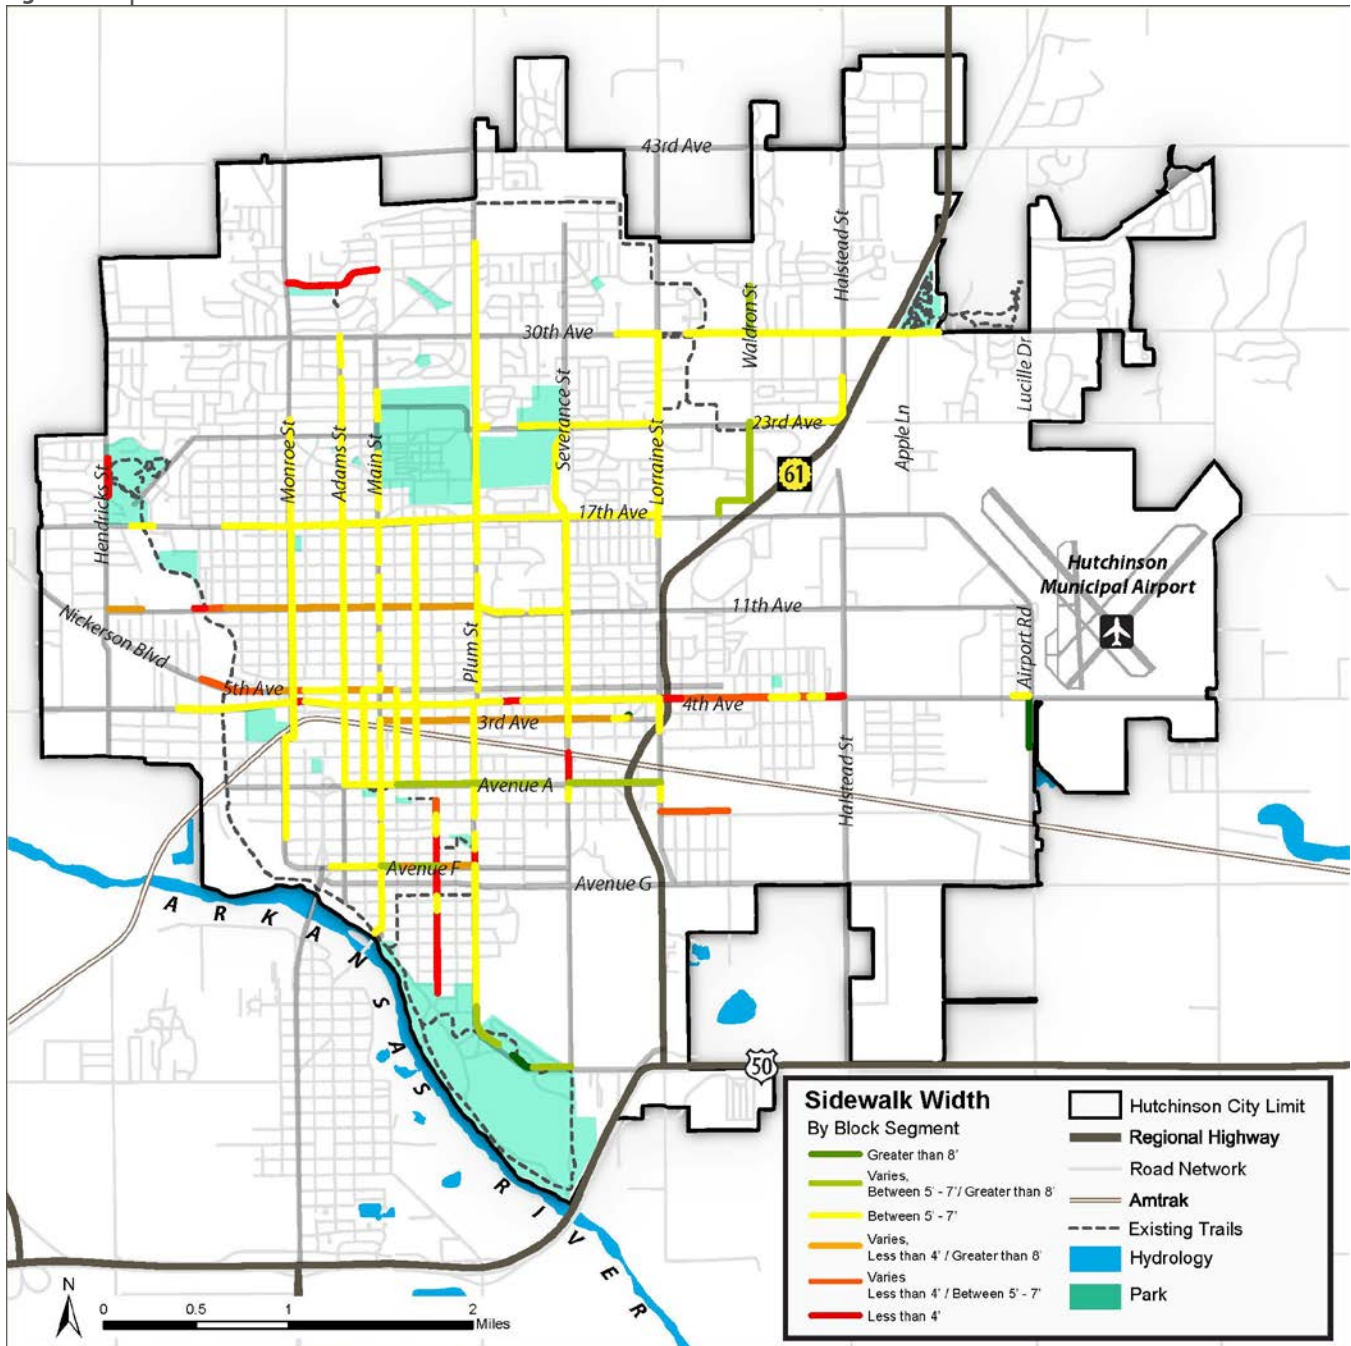 43rd Ave
Halstead St
Waldron St
30th Ave
Lucille Dr
Severance St
23rd Ave
Apple Ln
Lorraine St
Monroe St
Adams St
Main St
Hendricks St
61
17th Ave
Hutchinson
Municipal Airport
11th Ave
Nickerson Blvd
Plum St
Airport Rd
5th Ave
4th Ave
3rd Ave
Halstead St
Avenue A
Avenue F
Avenue G
ARKANSAS RIVER
50
Sidewalk Width
By Block Segment
Greater than 8'
Varies,
Between 5' - 7'/ Greater than 8'
Between 5' - 7'
Varies,
Less than 4' / Greater than 8'
Varies
Less than 4' / Between 5' - 7'
Less than 4'
Hutchinson City Limit
Regional Highway
Road Network
Amtrak
Existing Trails
Hydrology
Park
N
0 0.5 1 2
Miles